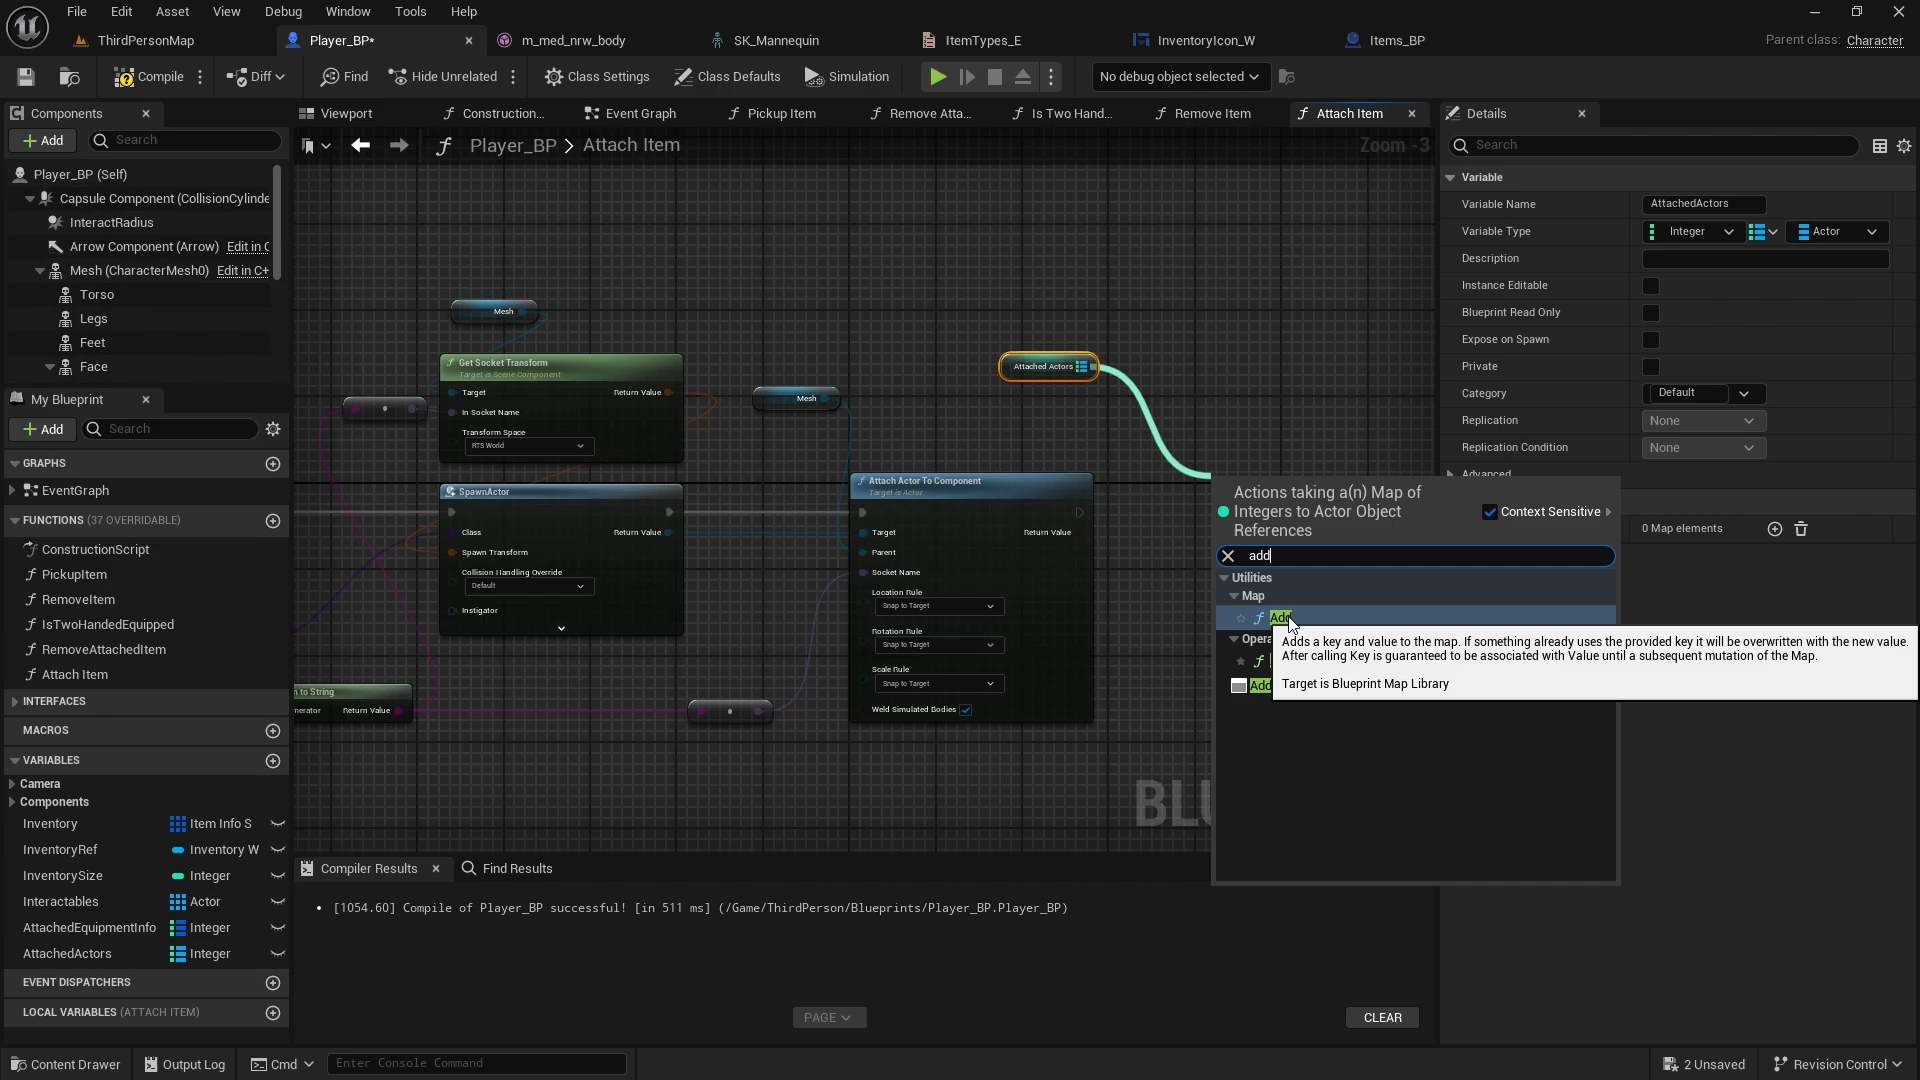 File Edit Asset View Debug Window Tools Help
ThirdPersonMap
Player_BP*
m_med_nrw_body
SK_Mannequin
ItemTypes_E
InventoryIcon_W
Items_BP
Parent class: Character
Compile
Diff
Find
Hide Unrelated
Class Settings
Class Defaults
Simulation
No debug object selected
Components
Add
Search
Player_BP (Self)
Capsule Component (CollisionCylinde
InteractRadius
Arrow Component (Arrow) Edit in C
Mesh (CharacterMesh0) Edit in C+
Torso
Legs
Feet
Face
My Blueprint
Add
Search
GRAPHS
EventGraph
FUNCTIONS (37 OVERRIDABLE)
ConstructionScript
PickupItem
RemoveItem
IsTwoHandedEquipped
RemoveAttachedItem
Attach Item
INTERFACES
MACROS
VARIABLES
Camera
Components
Inventory Item Info S
InventoryRef Inventory W
InventorySize Integer
Interactables Actor
AttachedEquipmentInfo Integer
AttachedActors Integer
EVENT DISPATCHERS
LOCAL VARIABLES (ATTACH ITEM)
Viewport
Construction...
Event Graph
Pickup Item
Remove Atta...
Is Two Hand...
Remove Item
Attach Item
Player_BP > Attach Item
Zoom -3
Mesh
Get Socket Transform
Target is Scene Component
Target Return Value
In Socket Name
Transform Space
RTS World
SpawnActor
Class Return Value
Spawn Transform
Collision Handling Override
Default
Instigator
n to String
merator Return Value
Mesh
Attach Actor To Component
Target is Actor
Target Return Value
Parent
Socket Name
Location Rule
Snap to Target
Rotation Rule
Snap to Target
Scale Rule
Snap to Target
Weld Simulated Bodies
Attached Actors
BLU
Actions taking a(n) Map of
Integers to Actor Object
References
Context Sensitive
add
Utilities
Map
Add
Opera
Add
Adds a key and value to the map. If something already uses the provided key it will be overwritten with the new value.
After calling Key is guaranteed to be associated with Value until a subsequent mutation of the Map.
Target is Blueprint Map Library
Compiler Results
Find Results
[1054.60] Compile of Player_BP successful! [in 511 ms] (/Game/ThirdPerson/Blueprints/Player_BP.Player_BP)
PAGE
CLEAR
Details
Search
Variable
Variable Name AttachedActors
Variable Type Integer Actor
Description
Instance Editable
Blueprint Read Only
Expose on Spawn
Private
Category Default
Replication None
Replication Condition None
Advanced
0 Map elements
Content Drawer
Output Log
Cmd
Enter Console Command
2 Unsaved
Revision Control